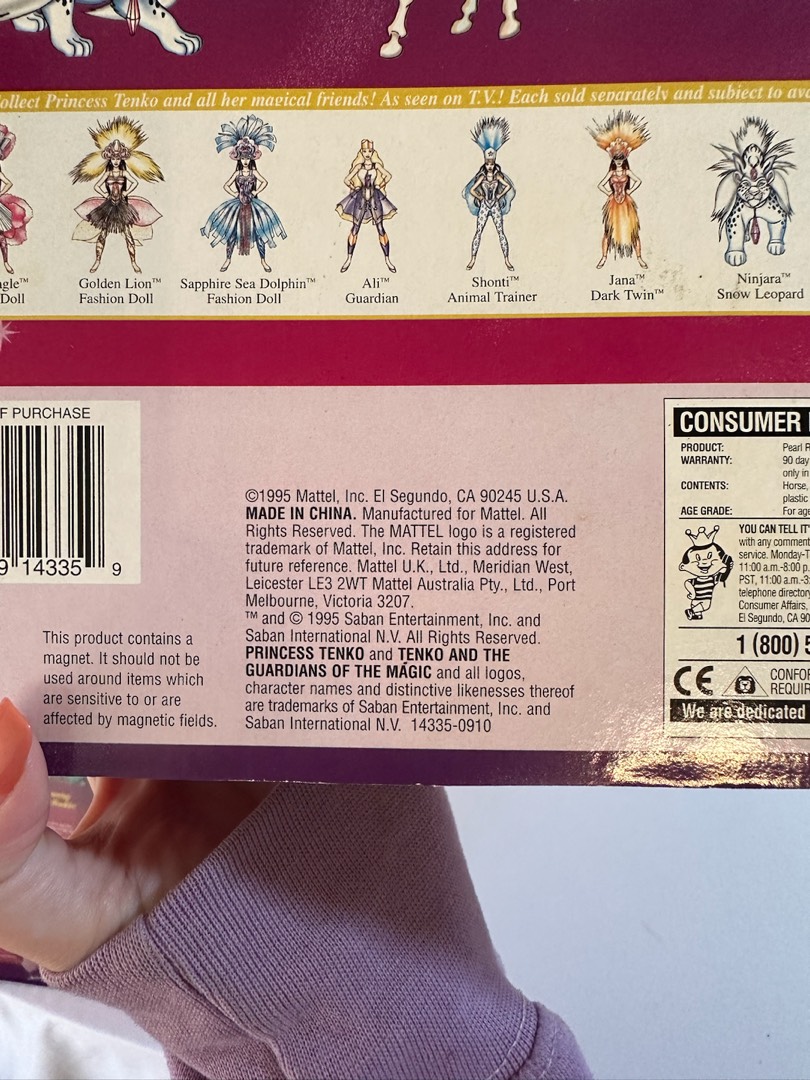 Collect Princess Tenko and all her magical friends! As seen on T.V.! Each sold separately and subject to
Doll
Golden Lion™
Fashion Doll
Sapphire Sea Dolphin™
Fashion Doll
Ali™
Guardian
Shonti™
Animal Trainer
Jana™
Dark Twin™
Ninjara™
Snow Leopard
F PURCHASE
9 14335 9
This product contains a
magnet. It should not be
used around items which
are sensitive to or are
affected by magnetic fields.
©1995 Mattel, Inc. El Segundo, CA 90245 U.S.A.
MADE IN CHINA. Manufactured for Mattel. All
Rights Reserved. The MATTEL logo is a registered
trademark of Mattel, Inc. Retain this address for
future reference. Mattel U.K., Ltd., Meridian West,
Leicester LE3 2WT Mattel Australia Pty., Ltd., Port
Melbourne, Victoria 3207.
™ and © 1995 Saban Entertainment, Inc. and
Saban International N.V. All Rights Reserved.
PRINCESS TENKO and TENKO AND THE
GUARDIANS OF THE MAGIC and all logos,
character names and distinctive likenesses thereof
are trademarks of Saban Entertainment, Inc. and
Saban International N.V. 14335-0910
CONSUMER
PRODUCT: Pearl
WARRANTY: 90 day
only in
CONTENTS: Horse,
plastic
AGE GRADE: For age
YOU CAN TELL IT
with any comment
service. Monday-T
11:00 a.m.-8:00 p.
PST, 11:00 a.m.-3:
telephone directory
Consumer Affairs,
El Segundo, CA 90
1 (800) 5
CE
CONFOR
REQUIR
We are dedicated